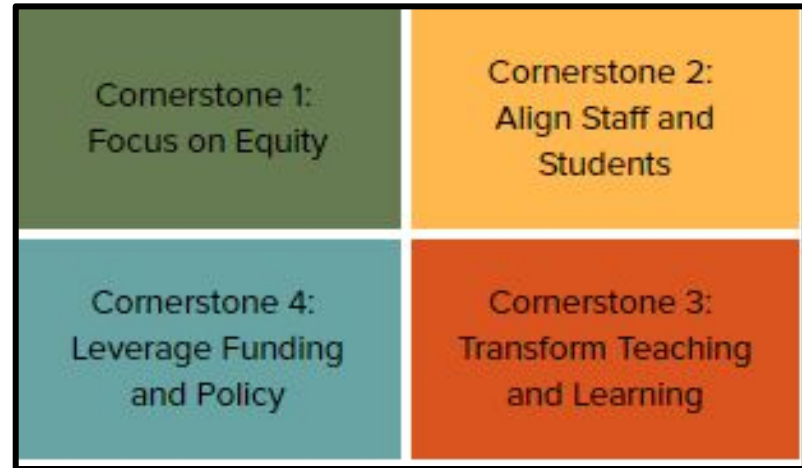 Cornerstone 1:
Focus on Equity
Cornerstone 2:
Align Staff and
Students
Cornerstone 4:
Leverage Funding
and Policy
Cornerstone 3:
Transform Teaching
and Learning